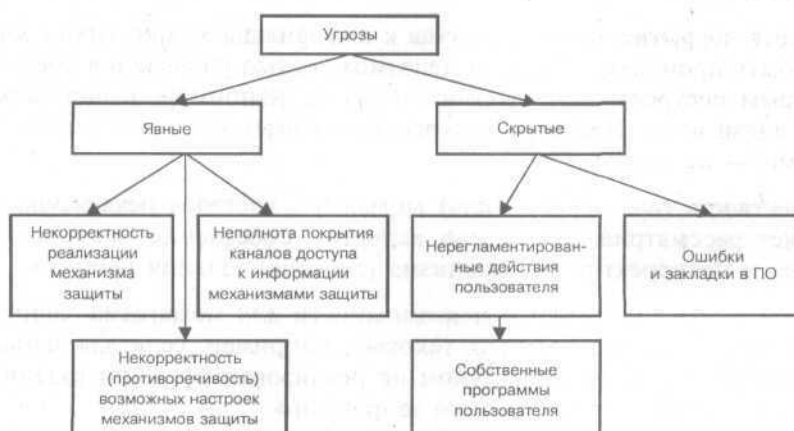 Угрозы
Явные
Скрытые
Некорректность
реализации
механизма
защиты
Неполнота покрытия
каналов доступа
к информации
механизмами защиты
Нерегламентирован-
ные действия
пользователя
Ошибки
и закладки в ПО
Некорректность
(противоречивость)
возможных настроек
механизмов защиты
Собственные
программы
пользователя